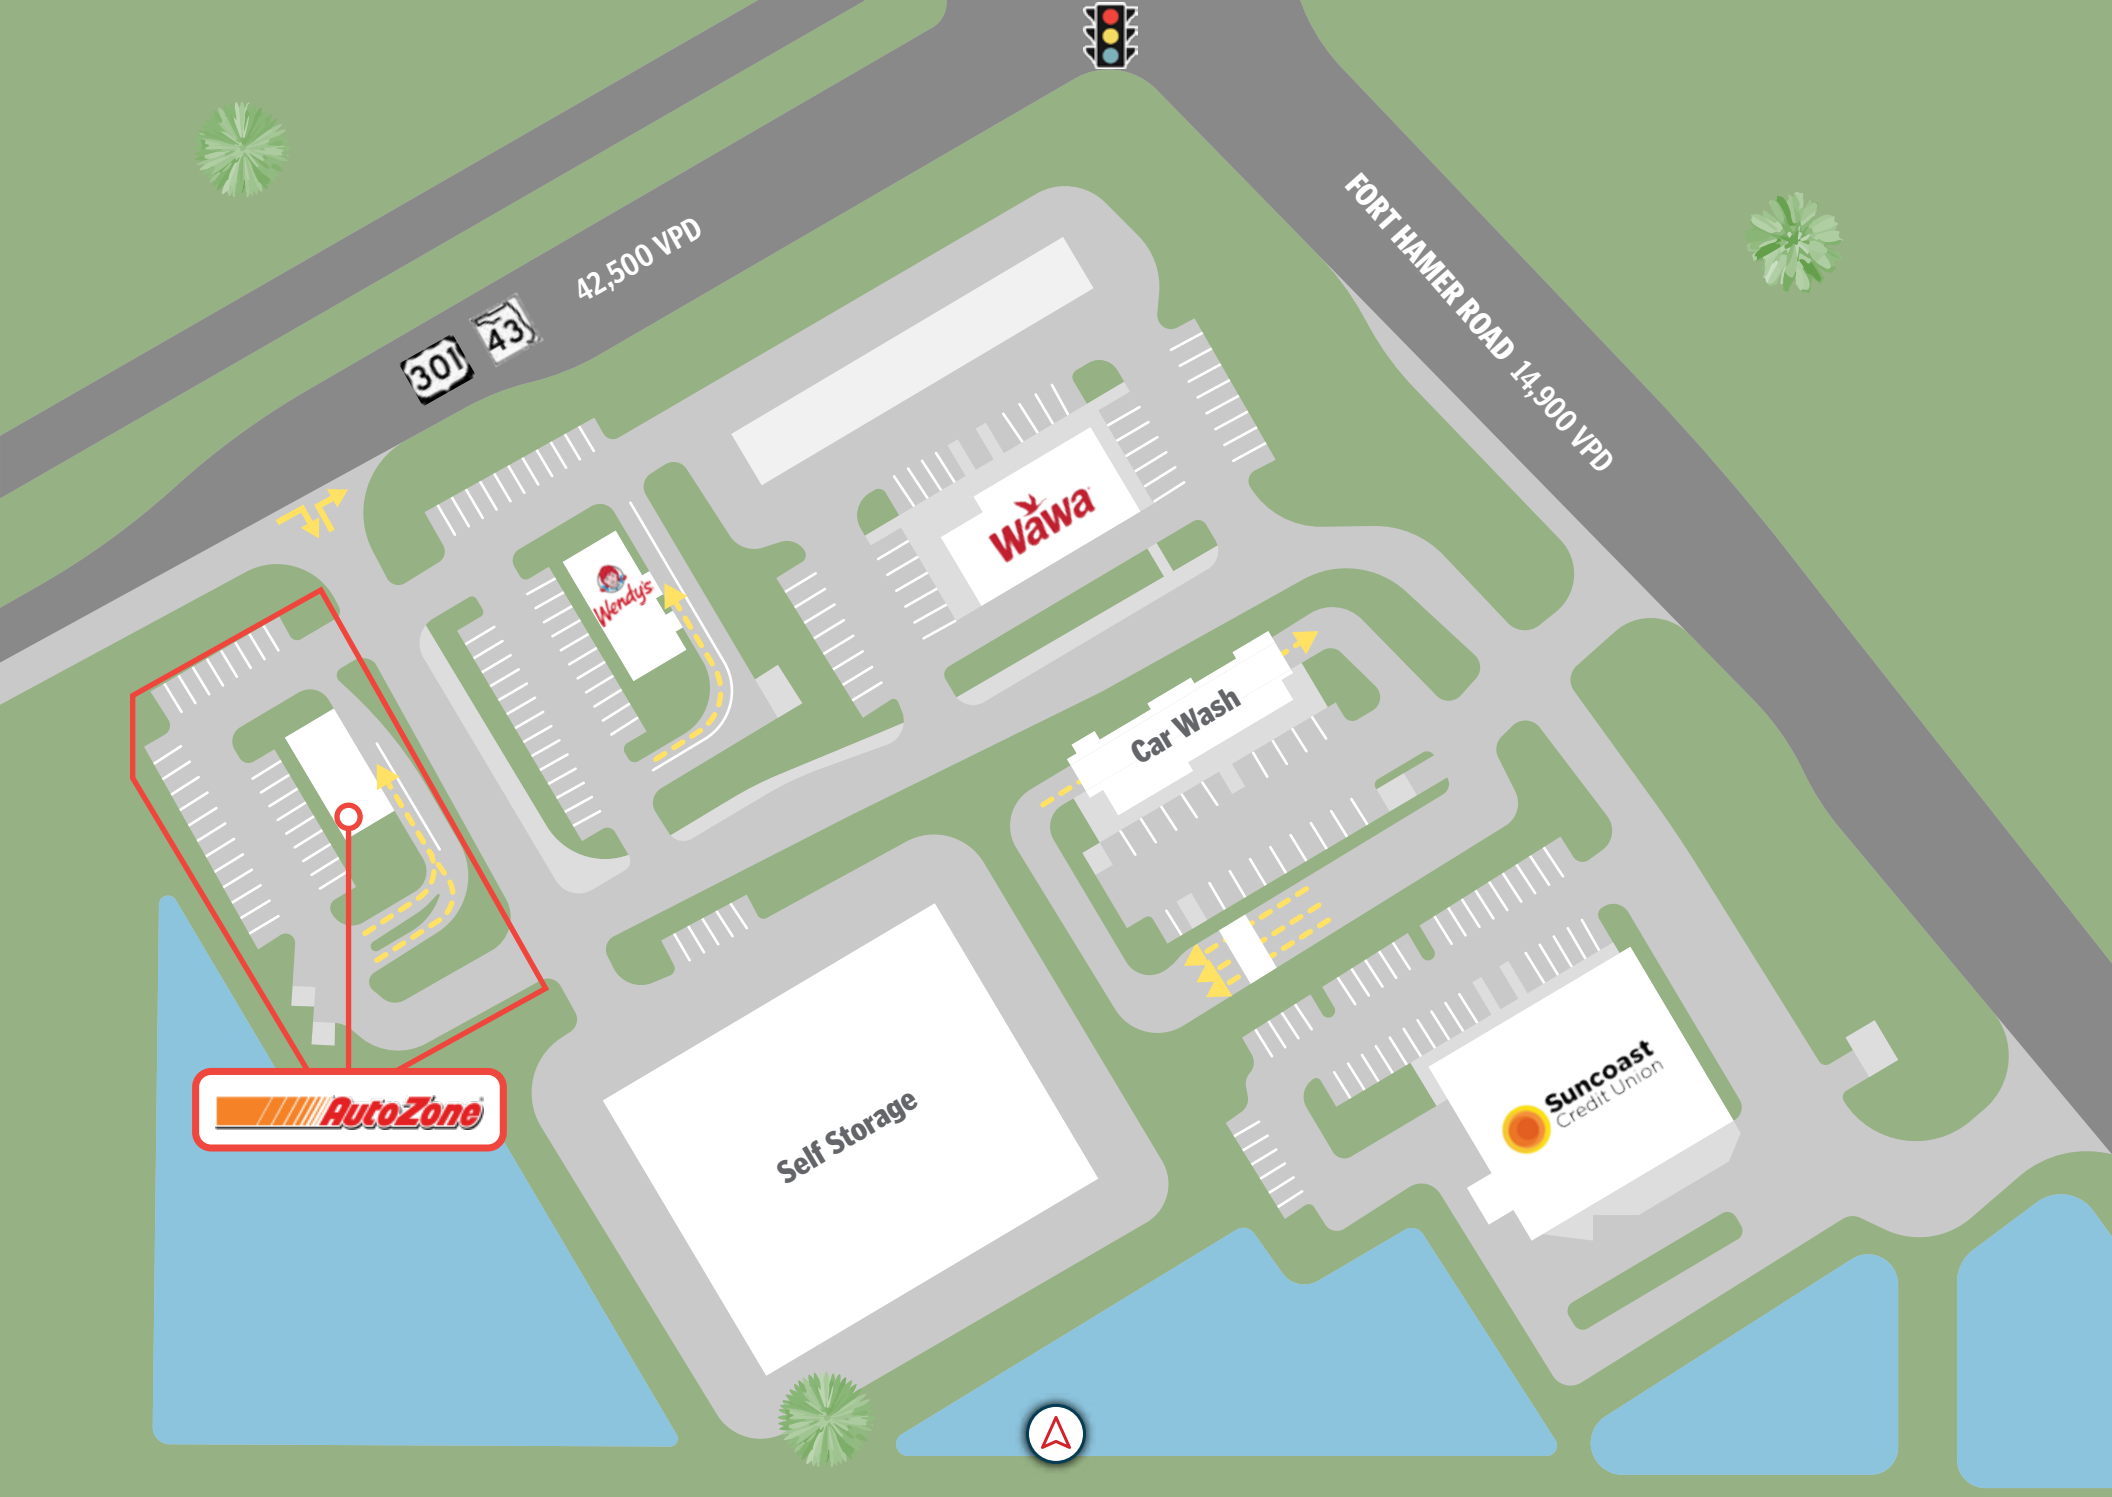 FORT HAMER ROAD 14,900 VPD
42,500 VPD
43
301
Wawa
Wendy's
Car Wash
Suncoast
Credit Union
AutoZone
Self Storage